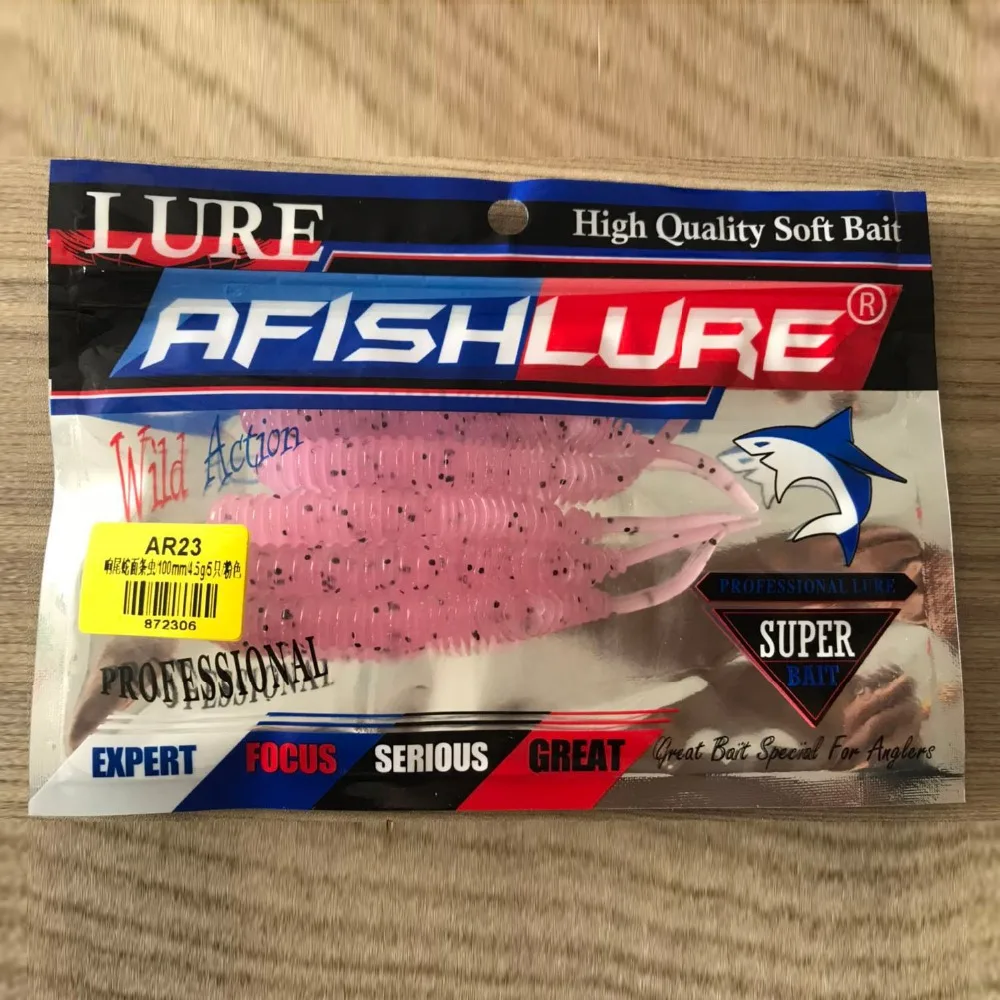 LURE
High Quality Soft Bait
AFISHLURE®
Wild Action
AR23
响尾蛇面条虫100mm4.5g5只粉色
872306
PROFESSIONAL LURE
SUPER
BAIT
PROFESSIONAL
EXPERT FOCUS SERIOUS GREAT
Great Bait Special For Anglers